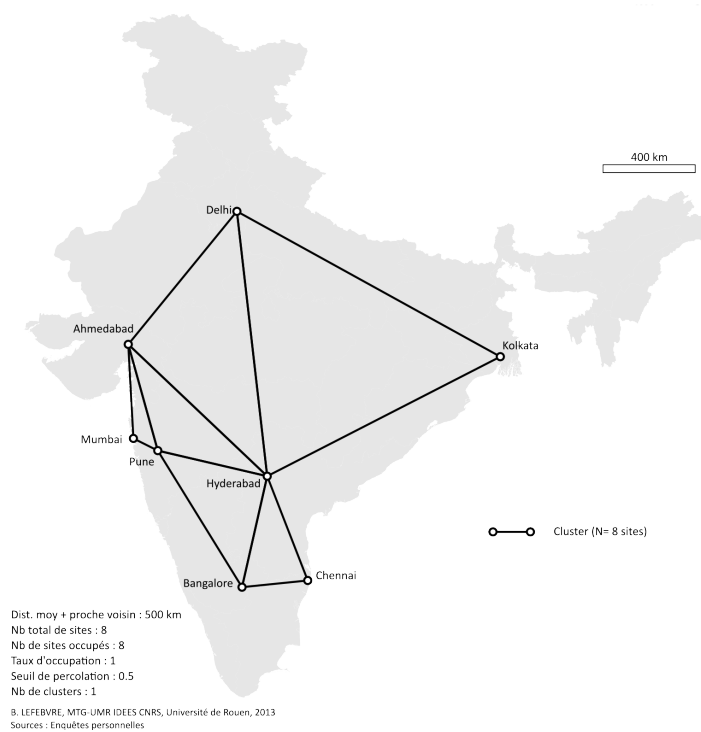 400 km
Delhi
Ahmedabad
Kolkata
Mumbai
Pune
Hyderabad
Cluster (N= 8 sites)
Chennai
Bangalore
Dist. moy + proche voisin : 500 km
Nb total de sites : 8
Nb de sites occupés : 8
Taux d'occupation : 1
Seuil de percolation : 0.5
Nb de clusters : 1
B. LEFEBVRE, MTG-UMR IDEES CNRS, Université de Rouen, 2013
Sources : Enquêtes personnelles